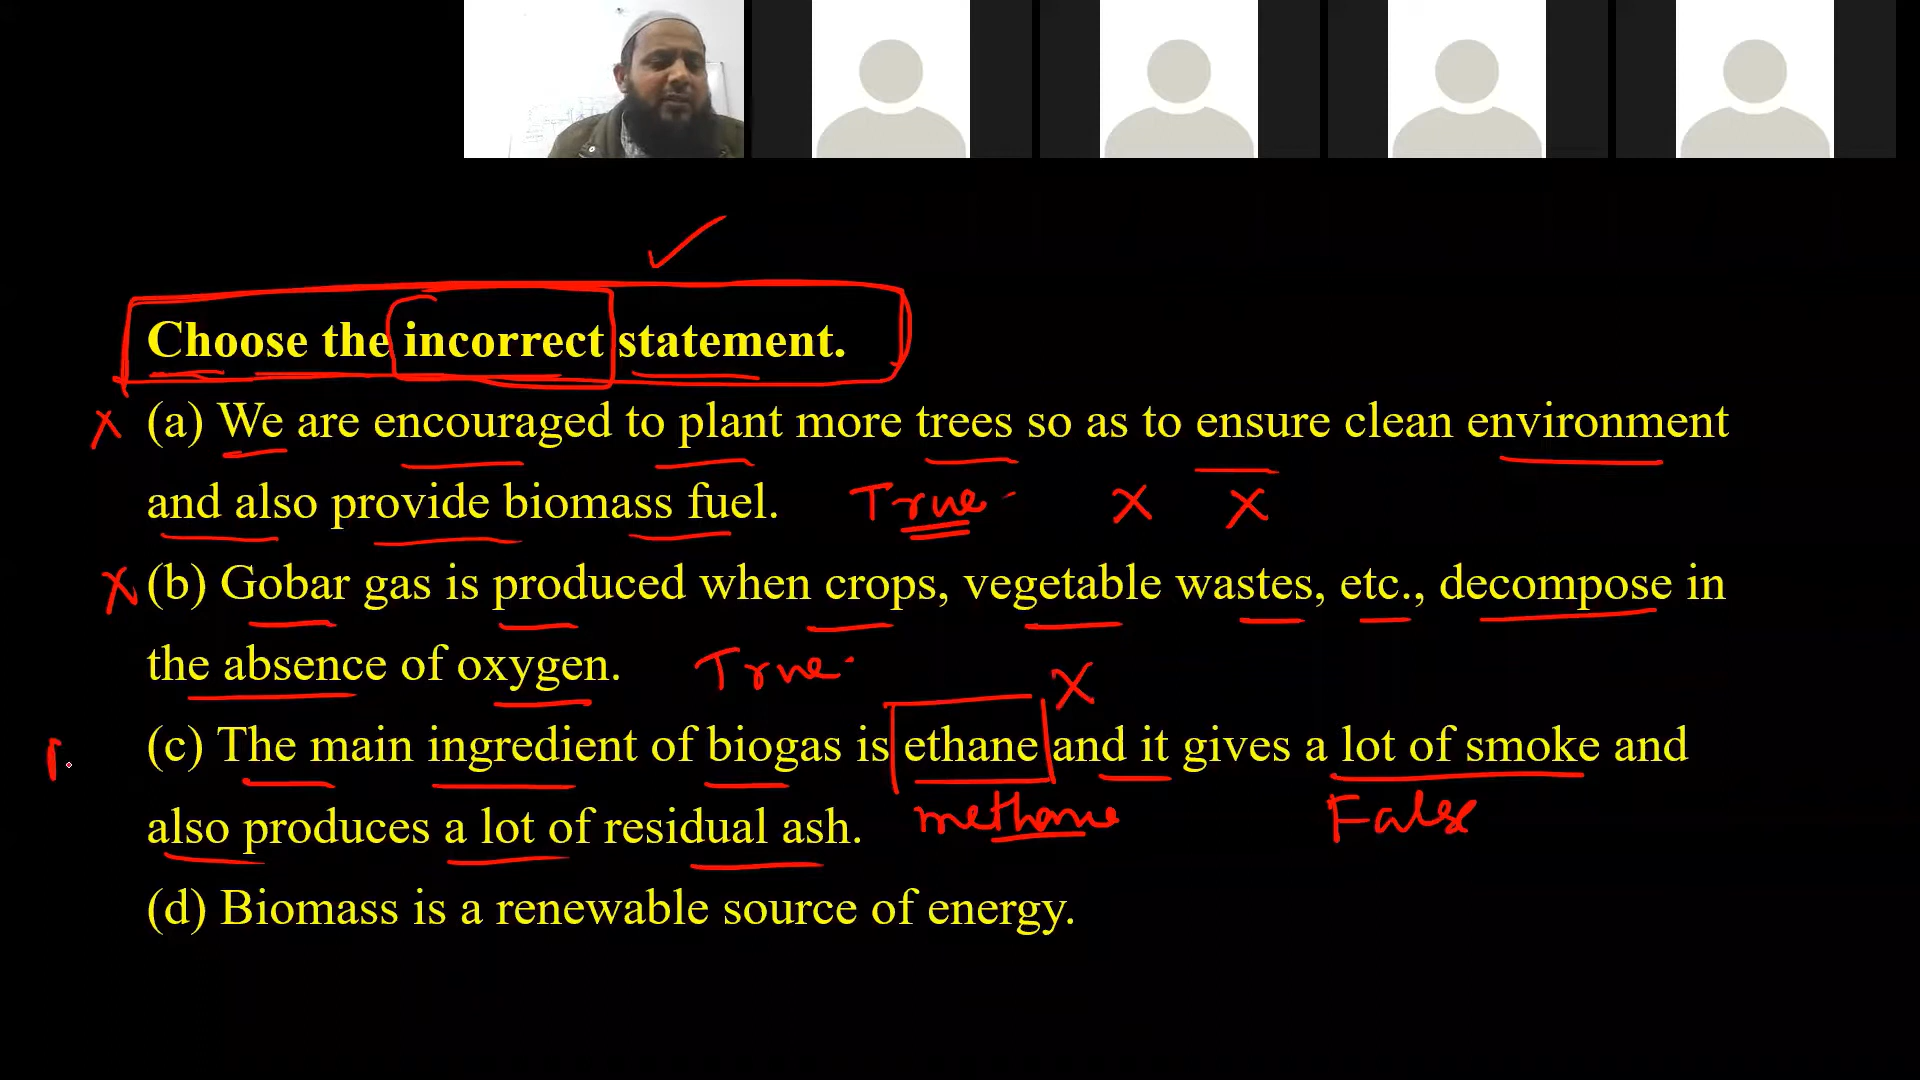 Choose the incorrect statement.
X (a) We are encouraged to plant more trees so as to ensure clean environment
and also provide biomass fuel. True X X
X (b) Gobar gas is produced when crops, vegetable wastes, etc., decompose in
the absence of oxygen. True X
(c) The main ingredient of biogas is ethane and it gives a lot of smoke and
also produces a lot of residual ash. methane False
(d) Biomass is a renewable source of energy.